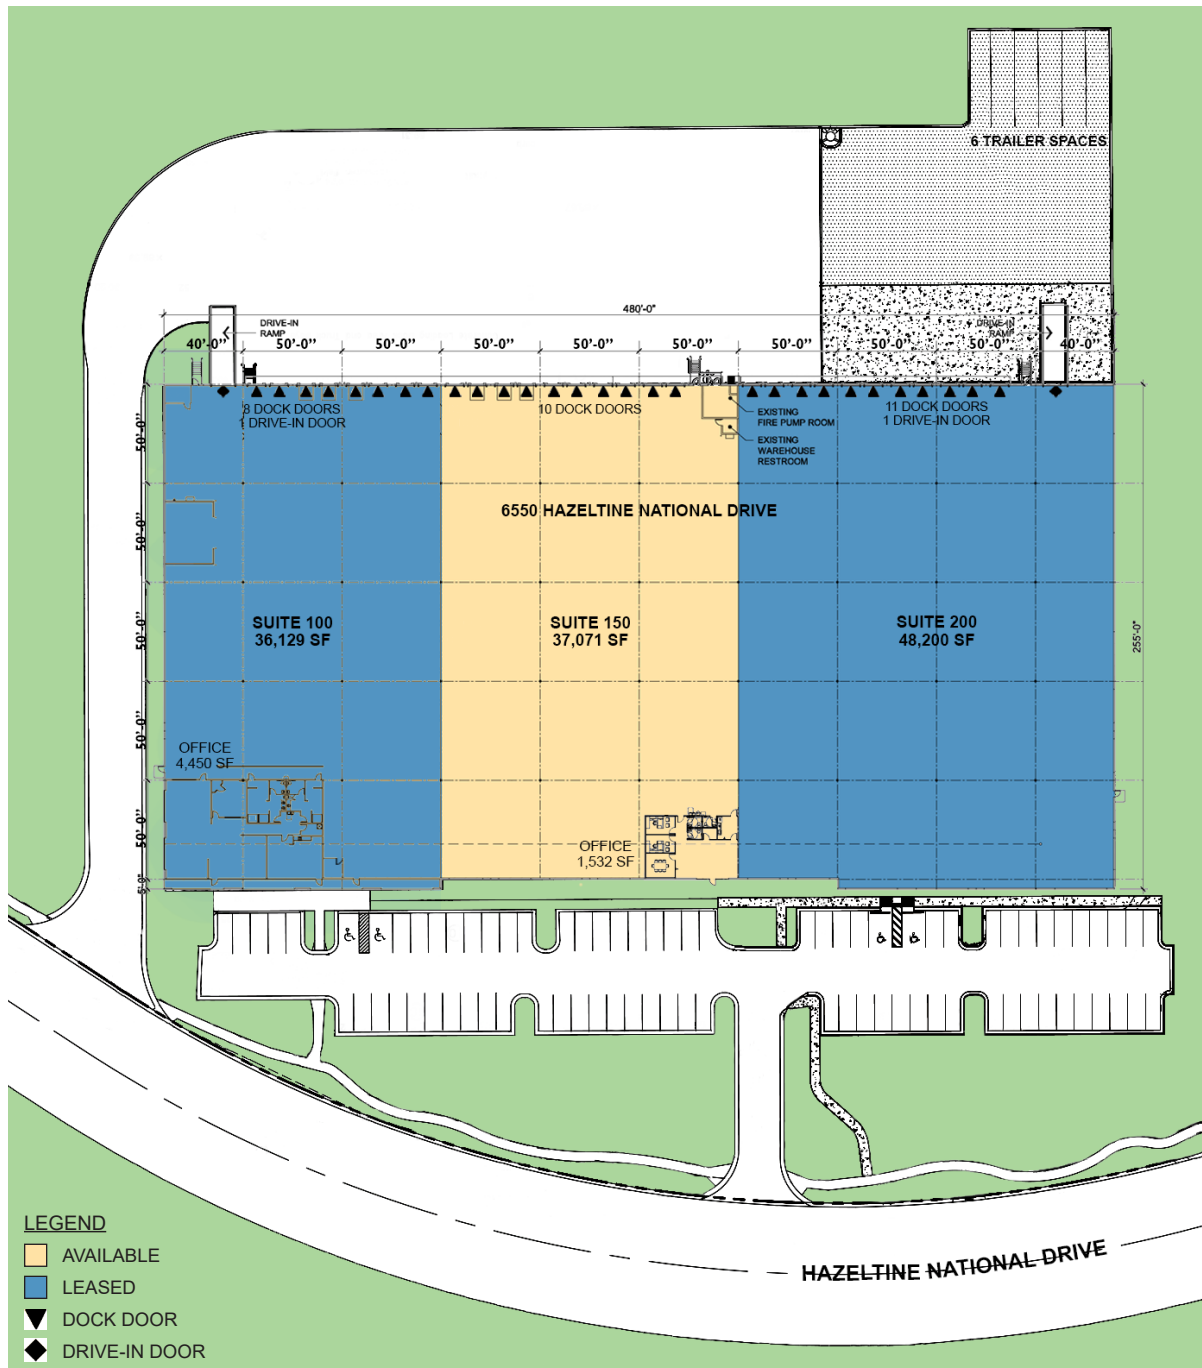 6 TRAILER SPACES
480'-0"
DRIVE-IN
RAMP
DRIVE-IN
RAMP
40'-0"
50'-0"
50'-0"
50'-0"
50'-0"
50'-0"
50'-0"
50'-0"
50'-0"
40'-0"
8 DOCK DOORS
1 DRIVE-IN DOOR
10 DOCK DOORS
11 DOCK DOORS
1 DRIVE-IN DOOR
EXISTING
FIRE PUMP ROOM
EXISTING
WAREHOUSE
RESTROOM
50'-0"
50'-0"
50'-0"
50'-0"
50'-0"
5'0"
255'-0"
6550 HAZELTINE NATIONAL DRIVE
SUITE 100
36,129 SF
SUITE 150
37,071 SF
SUITE 200
48,200 SF
OFFICE
4,450 SF
OFFICE
1,532 SF
HAZELTINE NATIONAL DRIVE
LEGEND
AVAILABLE
LEASED
DOCK DOOR
DRIVE-IN DOOR